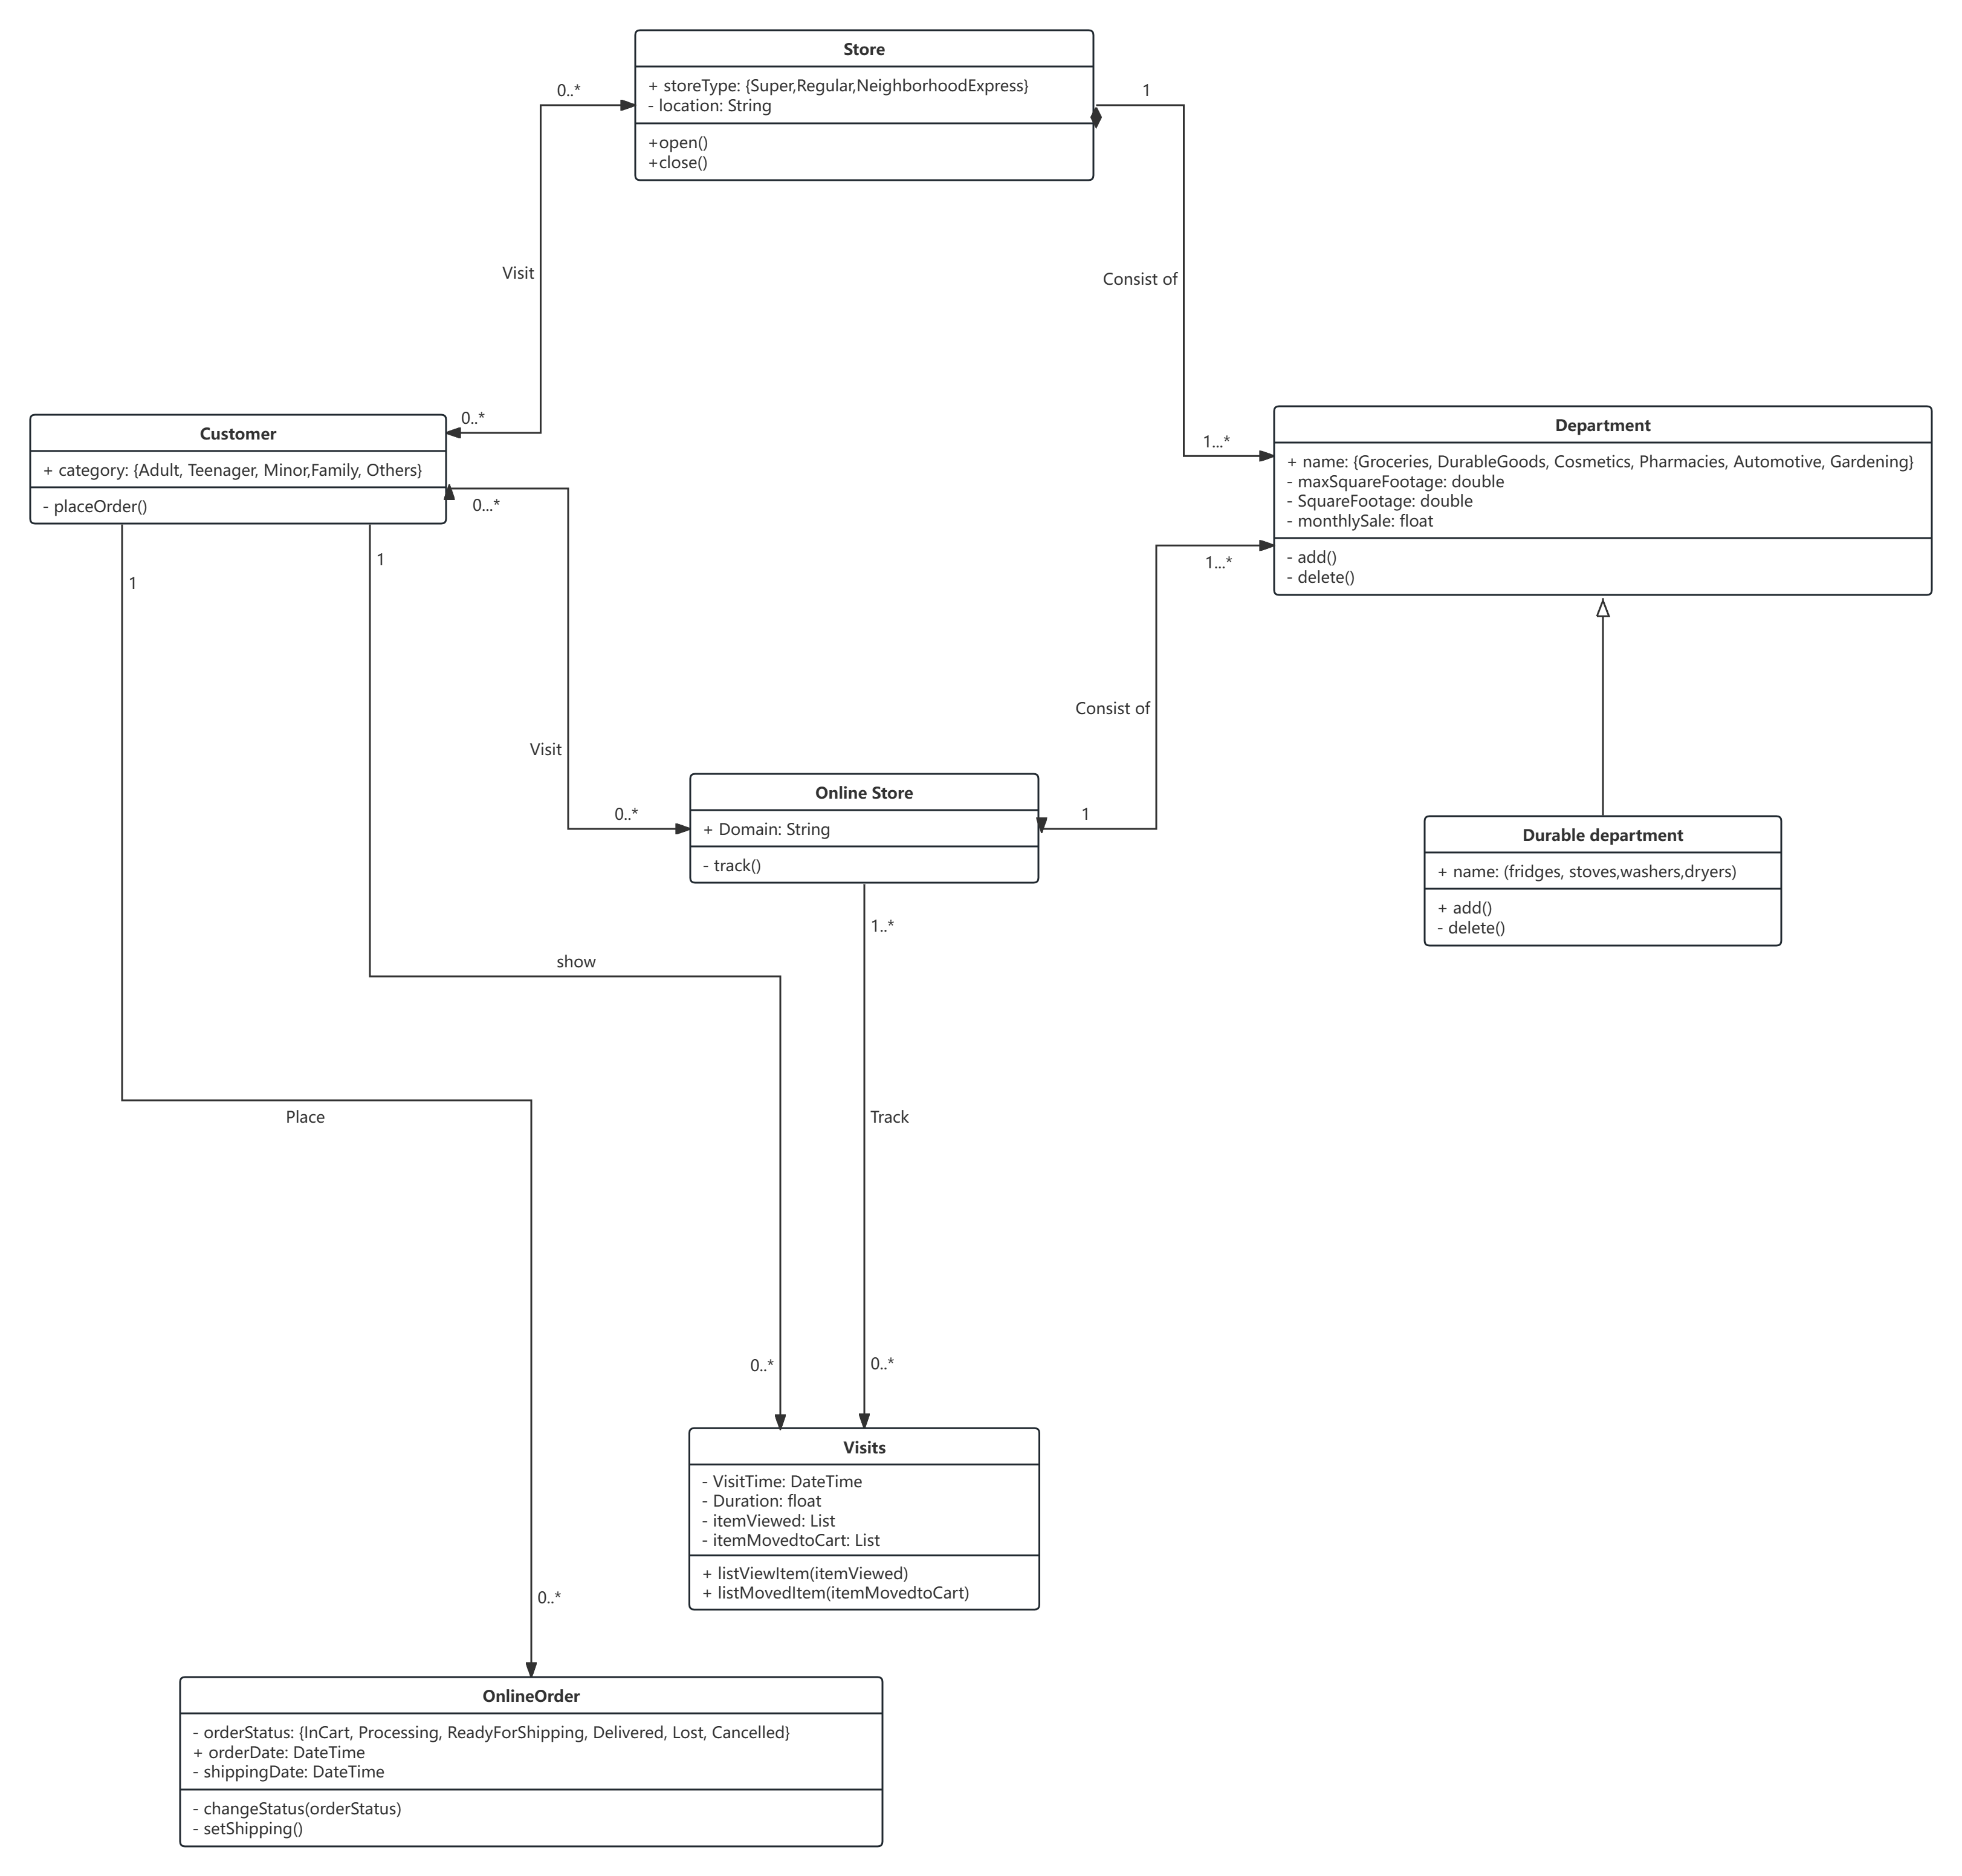 Store
+ storeType: {Super,Regular,NeighborhoodExpress}
- location: String
+open()
+close()
0..*
1
Visit
Consist of
0..*
1...*
Customer
+ category: {Adult, Teenager, Minor,Family, Others}
- placeOrder()
Department
+ name: {Groceries, DurableGoods, Cosmetics, Pharmacies, Automotive, Gardening}
- maxSquareFootage: double
- SquareFootage: double
- monthlySale: float
- add()
- delete()
0...*
1
1
1...*
Visit
Consist of
0..*
1
Online Store
+ Domain: String
- track()
Durable department
+ name: (fridges, stoves,washers,dryers)
+ add()
- delete()
1..*
show
Place
Track
0..*
0..*
Visits
- VisitTime: DateTime
- Duration: float
- itemViewed: List
- itemMovedtoCart: List
+ listViewItem(itemViewed)
+ listMovedItem(itemMovedtoCart)
0..*
OnlineOrder
- orderStatus: {InCart, Processing, ReadyForShipping, Delivered, Lost, Cancelled}
+ orderDate: DateTime
- shippingDate: DateTime
- changeStatus(orderStatus)
- setShipping()